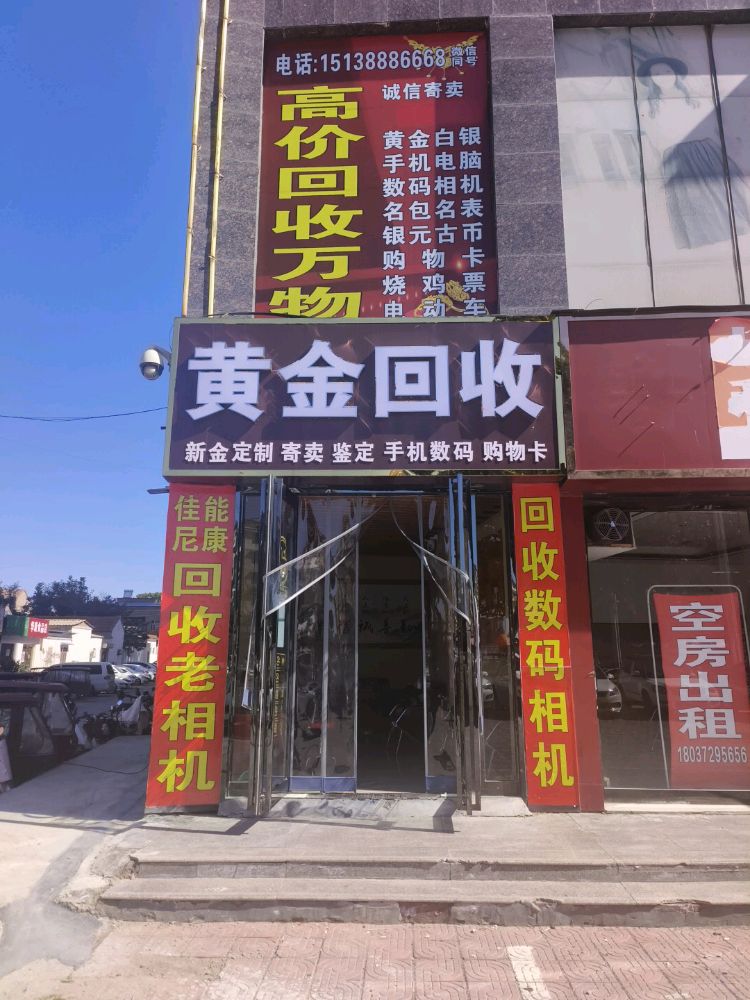 电话:15138886668 微信同号
诚信寄卖
高价回收万物
黄金白银
手机电脑
数码相机
名包名表
银元古币
购物卡
烧鸡票
电动车
黄金回收
新金定制 寄卖 鉴定 手机数码 购物卡
佳能
尼康
回收老相机
回收数码相机
空房出租
18037295656